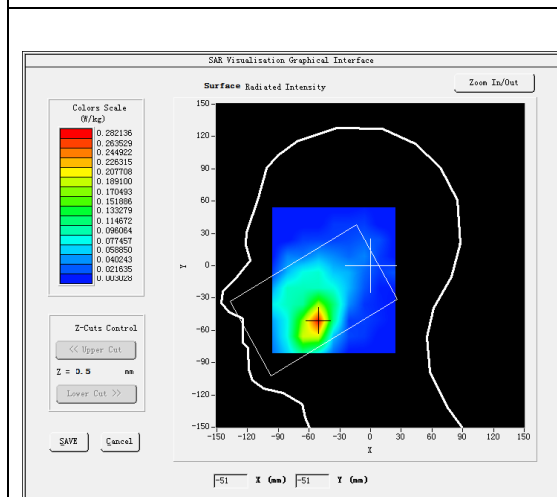 SAR Visualisation Graphical Interface
Surface Radiated Intensity
Zoom In/Out
Colors Scale
(W/kg)
0.282136
0.263529
0.244922
0.226315
0.207708
0.189100
0.170493
0.151886
0.133279
0.114672
0.096064
0.077457
0.058850
0.040243
0.021635
0.003028
150
120
90
60
30
0
-30
-60
-90
-120
-150
Y
-150 -120 -90 -60 -30 0 30 60 90 120 150
X
Z-Cuts Control
<< Upper Cut
Z = 0.5 mm
Lower Cut >>
SAVE Cancel
-51 X (mm) -51 Y (mm)